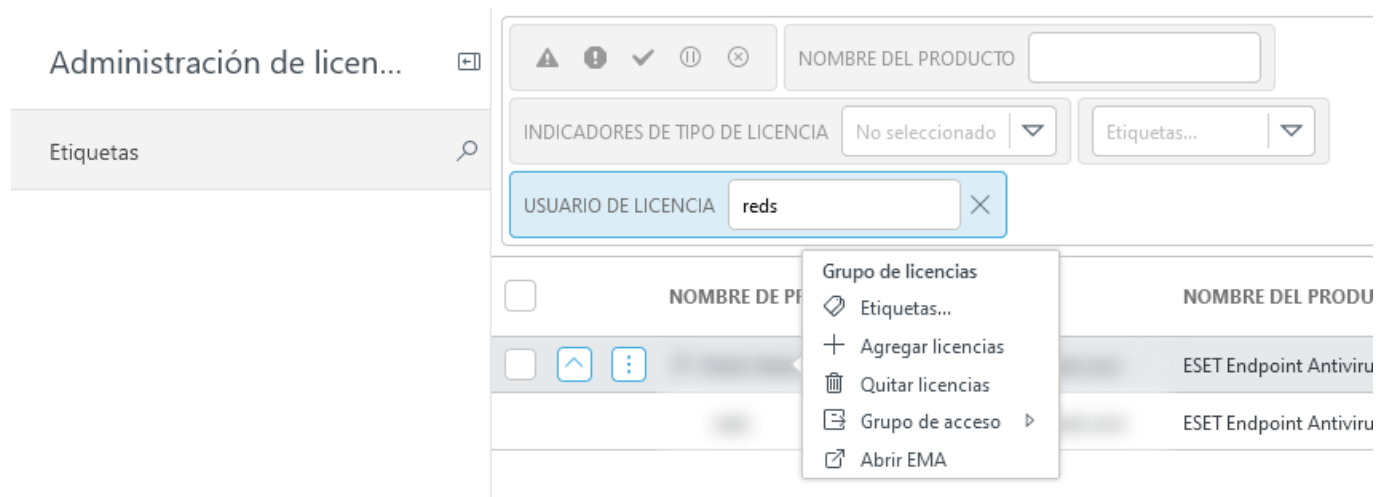 Administración de licen...
NOMBRE DEL PRODUCTO
INDICADORES DE TIPO DE LICENCIA No seleccionado Etiquetas...
Etiquetas
USUARIO DE LICENCIA reds
Grupo de licencias
Etiquetas...
Agregar licencias
Quitar licencias
Grupo de acceso
Abrir EMA
NOMBRE DE PR NOMBRE DEL PRODU
ESET Endpoint Antiviru
ESET Endpoint Antiviru